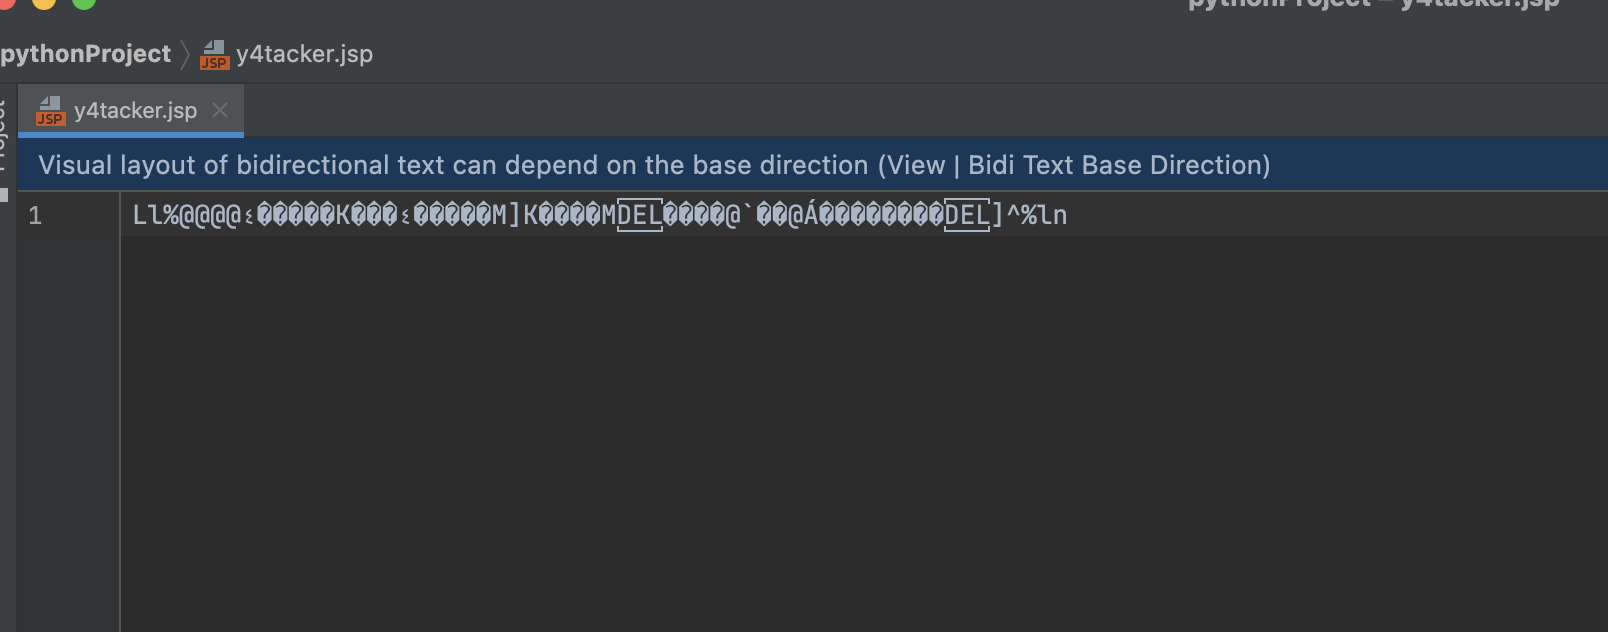 pythonProject – y4tacker.jsp
pythonProject 〉 JSP y4tacker.jsp
Project
JSP y4tacker.jsp ×
Visual layout of bidirectional text can depend on the base direction (View | Bidi Text Base Direction)
1 Ll%@@@@؛�����K���؛�����M]K����MDEL����@`��@Á��������DEL]^%ln